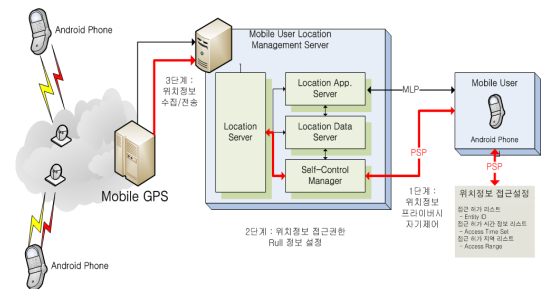 Android Phone
Mobile User Location
Management Server
3단계 :
위치정보
수집/전송
Location App.
Server
MLP
Mobile User
Location
Server
Location Data
Server
Android Phone
PSP
PSP
Mobile GPS
Self-Control
Manager
1단계 :
위치정보
프라이버시
자기제어
위치정보 접근설정
접근 허가 리스트
- Entity ID
접근 허가 시간 정보 리스트
- Access Time Set
접근 허가 지역 리스트
- Access Range
2단계 : 위치정보 접근권한
Rull 정보 설정
Android Phone